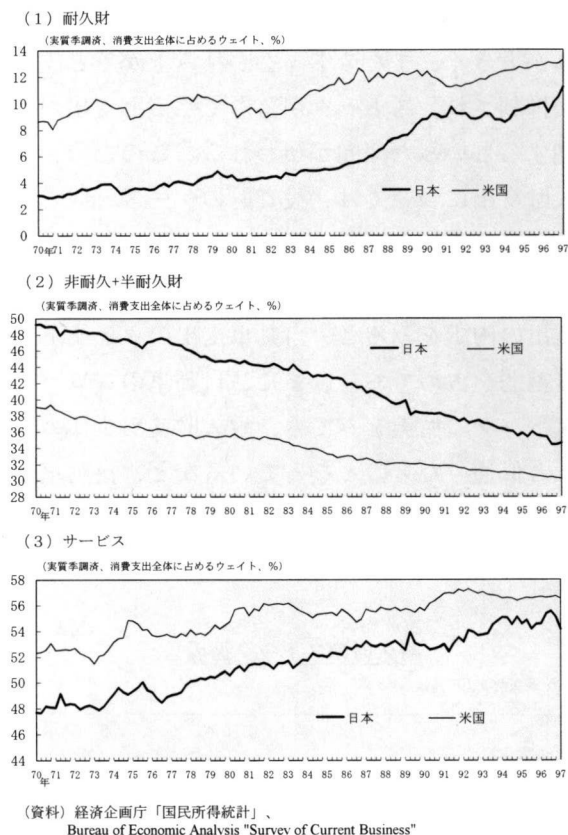 (1) 耐久財
(実質季調済、消費支出全体に占めるウェイト、%)
14
12
10
8
6
4
2
0
日本 米国
70年71 72 73 74 75 76 77 78 79 80 81 82 83 84 85 86 87 88 89 90 91 92 93 94 95 96 97
(2) 非耐久+半耐久財
(実質季調済、消費支出全体に占めるウェイト、%)
50
48
46
44
42
40
38
36
34
32
30
28
日本 米国
70 71 72 73 74 75 76 77 78 79 80 81 82 83 84 85 86 87 88 89 90 91 92 93 94 95 96 97
年
(3) サービス
(実質季調済、消費支出全体に占めるウェイト、%)
58
56
54
52
50
48
46
44
日本 米国
70 71 72 73 74 75 76 77 78 79 80 81 82 83 84 85 86 87 88 89 90 91 92 93 94 95 96 97
年
(資料) 経済企画庁「国民所得統計」、
Bureau of Economic Analysis "Survey of Current Business"